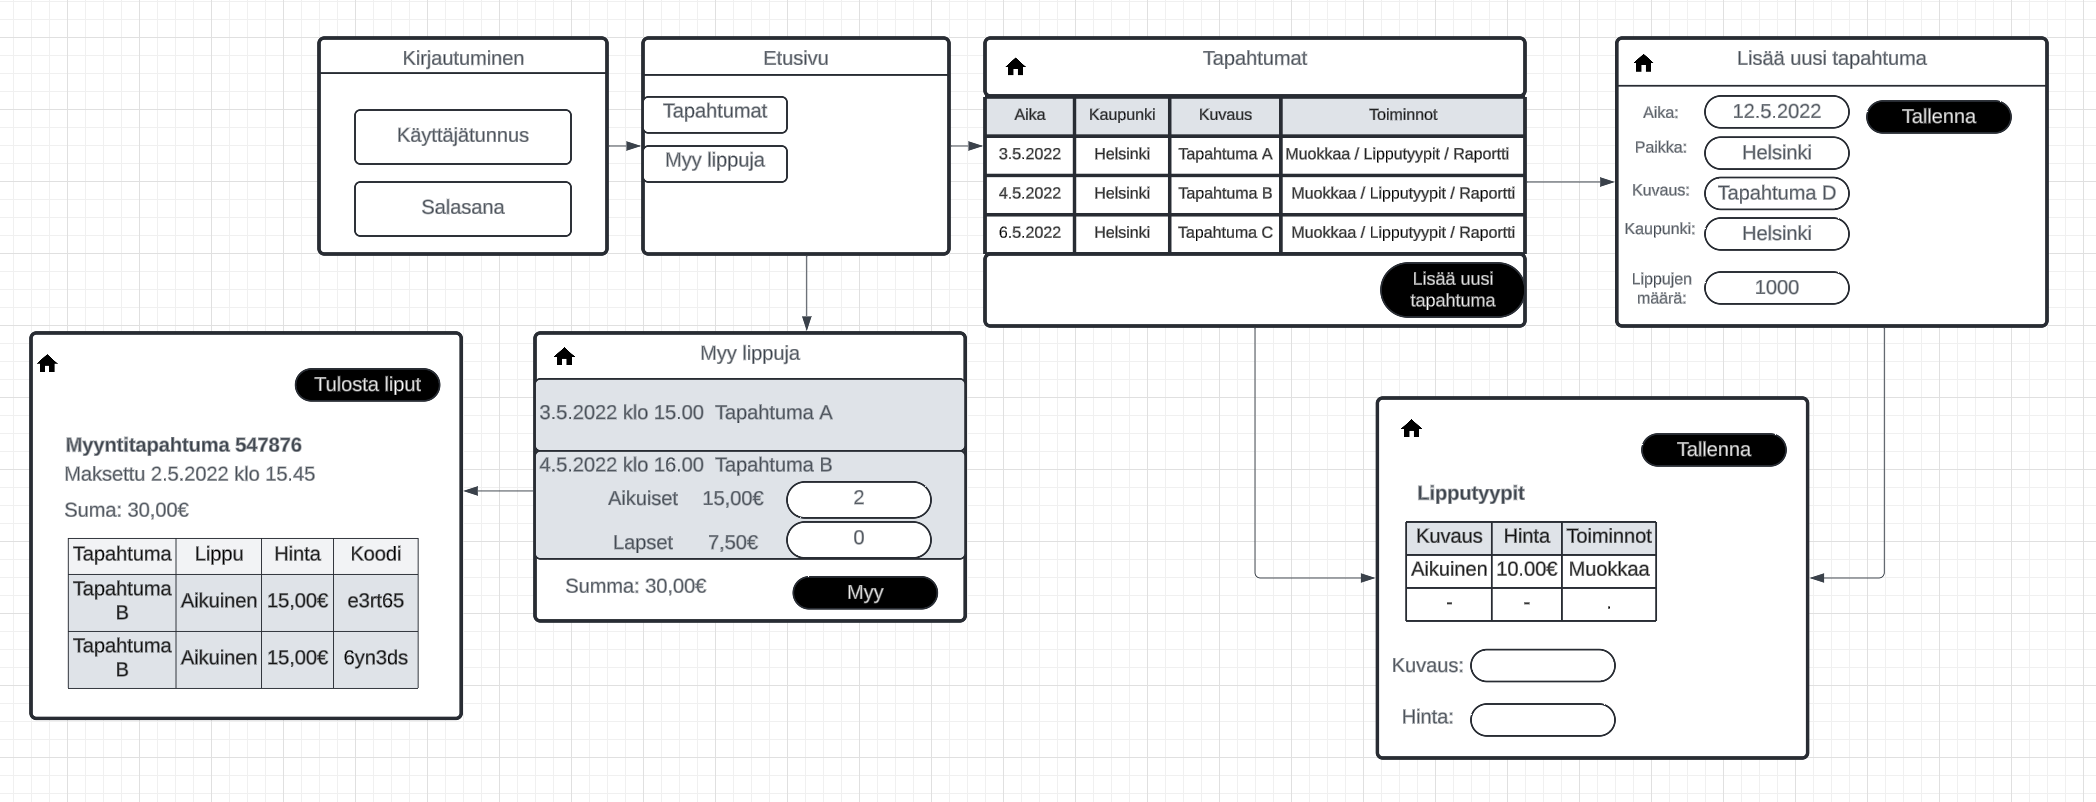 Kirjautuminen
Käyttäjätunnus
Salasana
Etusivu
Tapahtumat
Myy lippuja
Tapahtumat
Aika Kaupunki Kuvaus Toiminnot
3.5.2022 Helsinki Tapahtuma A Muokkaa / Lipputyypit / Raportti
4.5.2022 Helsinki Tapahtuma B Muokkaa / Lipputyypit / Raportti
6.5.2022 Helsinki Tapahtuma C Muokkaa / Lipputyypit / Raportti
Lisää uusi
tapahtuma
Lisää uusi tapahtuma
Aika: 12.5.2022 Tallenna
Paikka: Helsinki
Kuvaus: Tapahtuma D
Kaupunki: Helsinki
Lippujen
määrä: 1000
Tulosta liput
Myyntitapahtuma 547876
Maksettu 2.5.2022 klo 15.45
Suma: 30,00€
Tapahtuma Lippu Hinta Koodi
Tapahtuma
B Aikuinen 15,00€ e3rt65
Tapahtuma
B Aikuinen 15,00€ 6yn3ds
Myy lippuja
3.5.2022 klo 15.00 Tapahtuma A
4.5.2022 klo 16.00 Tapahtuma B
Aikuiset 15,00€ 2
Lapset 7,50€ 0
Summa: 30,00€ Myy
Tallenna
Lipputyypit
Kuvaus Hinta Toiminnot
Aikuinen 10.00€ Muokkaa
- - .
Kuvaus:
Hinta: